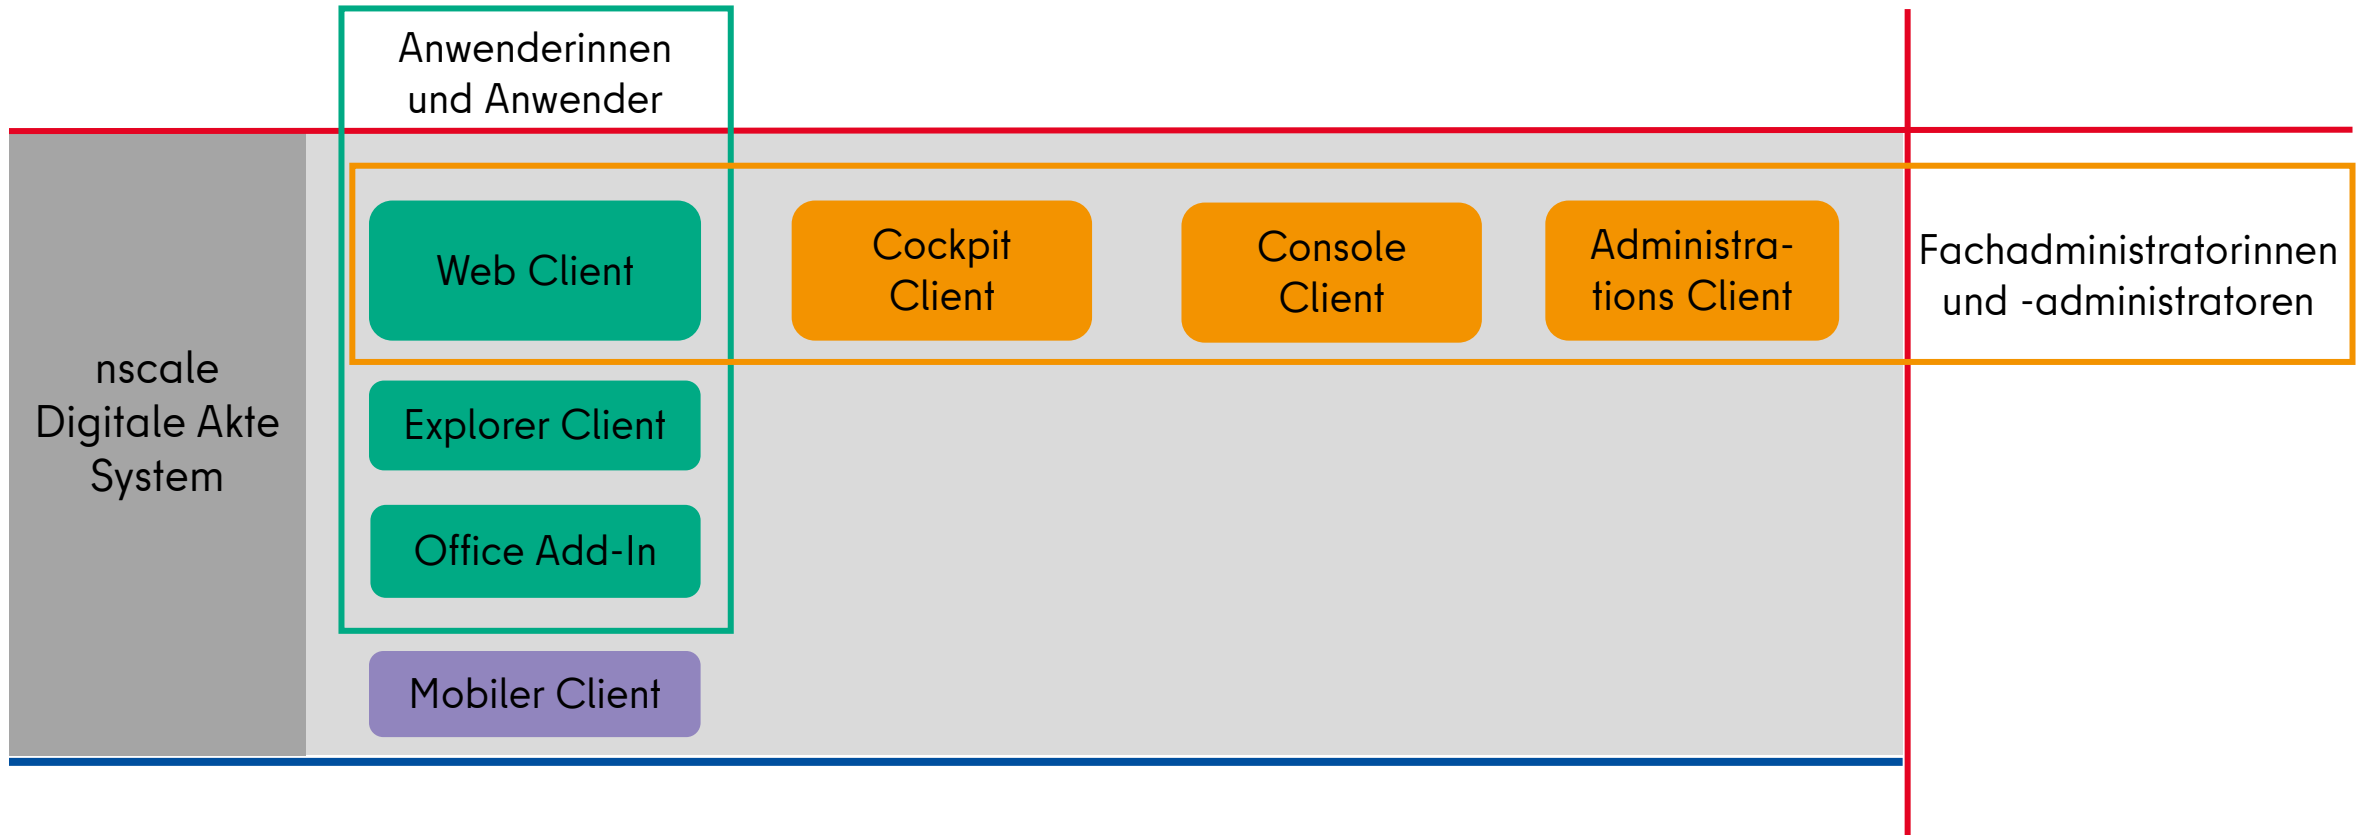 Anwenderinnen
und Anwender
nscale
Digitale Akte
System
Web Client
Cockpit
Client
Console
Client
Administra-
tions Client
Fachadministratorinnen
und -administratoren
Explorer Client
Office Add-In
Mobiler Client